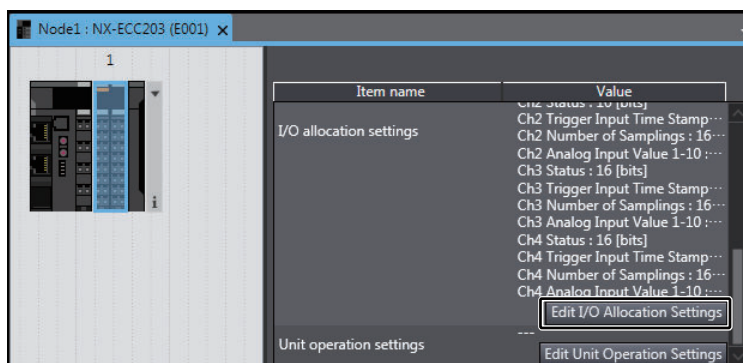 Node1 : NX-ECC203 (E001)
1
i
Item name Value
Ch2 Status : 16 [bits]
Ch2 Trigger Input Time Stamp···
I/O allocation settings
Ch2 Number of Samplings : 16···
Ch2 Analog Input Value 1-10 :···
Ch3 Status : 16 [bits]
Ch3 Trigger Input Time Stamp···
Ch3 Number of Samplings : 16···
Ch3 Analog Input Value 1-10 :···
Ch4 Status : 16 [bits]
Ch4 Trigger Input Time Stamp···
Ch4 Number of Samplings : 16···
Ch4 Analog Input Value 1-10 :···
Edit I/O Allocation Settings
---
Unit operation settings
Edit Unit Operation Settings